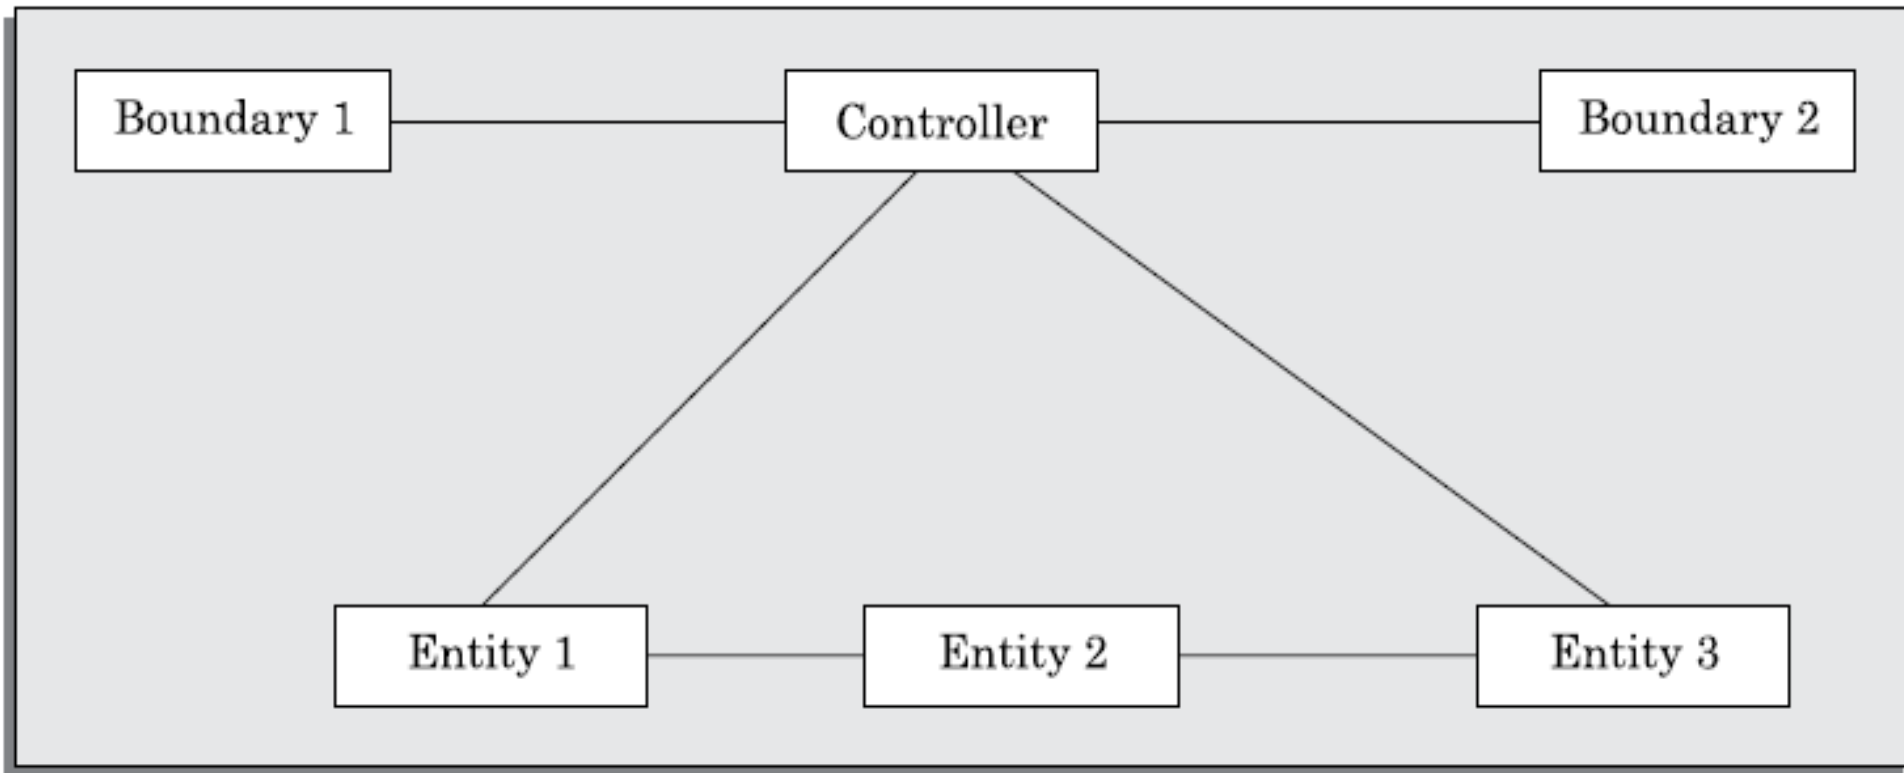 Boundary 1
Controller
Boundary 2
Entity 1
Entity 2
Entity 3